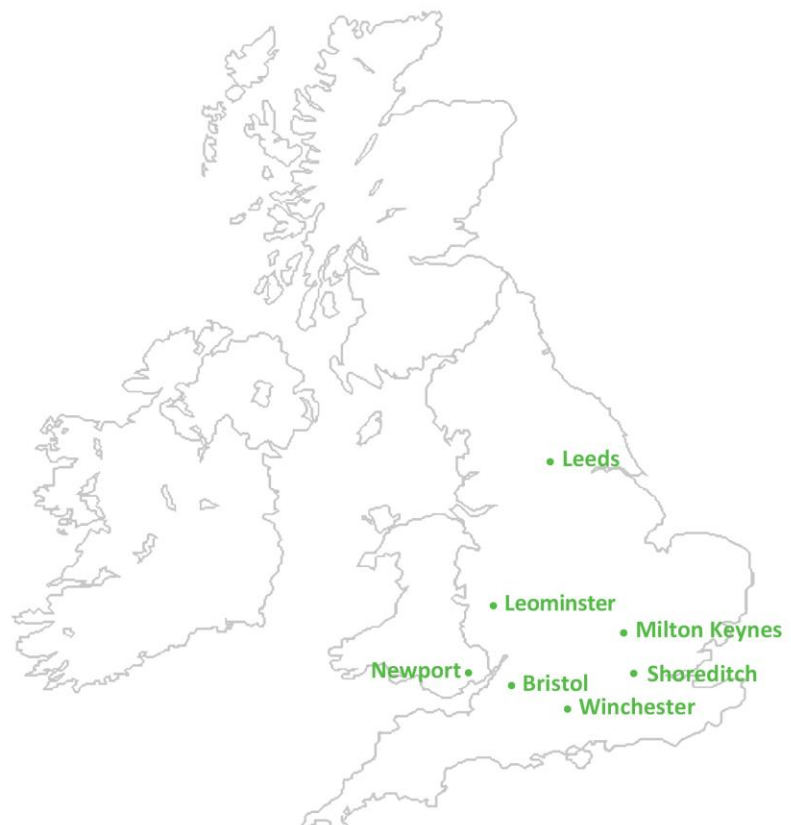 Leeds
Leominster
Milton Keynes
Newport
Shoreditch
Bristol
Winchester